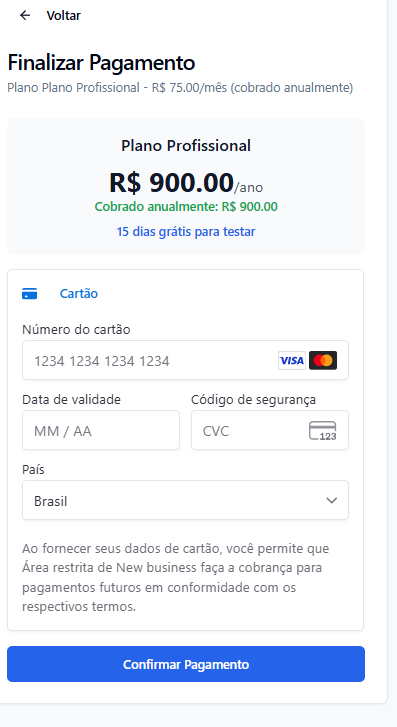 Voltar
Finalizar Pagamento
Plano Plano Profissional - R$ 75.00/mês (cobrado anualmente)
Plano Profissional
R$ 900.00/ano
Cobrado anualmente: R$ 900.00
15 dias grátis para testar
Cartão
Número do cartão
1234 1234 1234 1234 VISA
Data de validade Código de segurança
MM / AA CVC 123
País
Brasil
Ao fornecer seus dados de cartão, você permite que
Área restrita de New business faça a cobrança para
pagamentos futuros em conformidade com os
respectivos termos.
Confirmar Pagamento